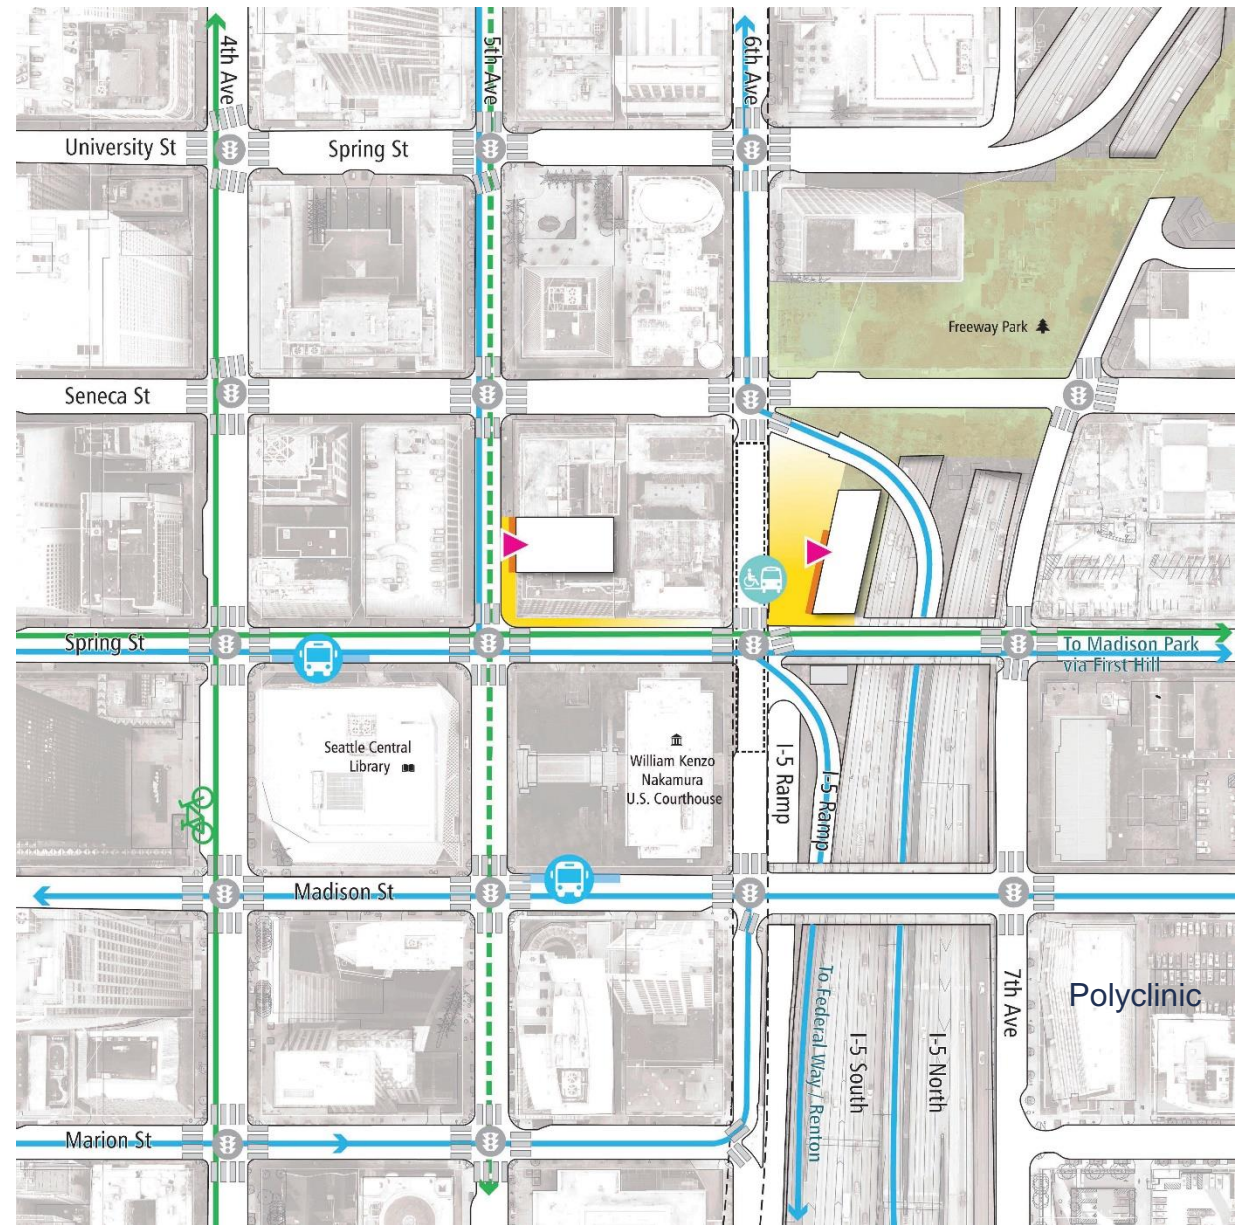 4th Ave
5th Ave
6th Ave
University St
Spring St
Freeway Park
Seneca St
Spring St
To Madison Park
via First Hill
Seattle Central
Library
William Kenzo
Nakamura
U.S. Courthouse
I-5 Ramp
I-5 Ramp
Madison St
To Federal Way / Renton
I-5 South
I-5 North
7th Ave
Polyclinic
Marion St